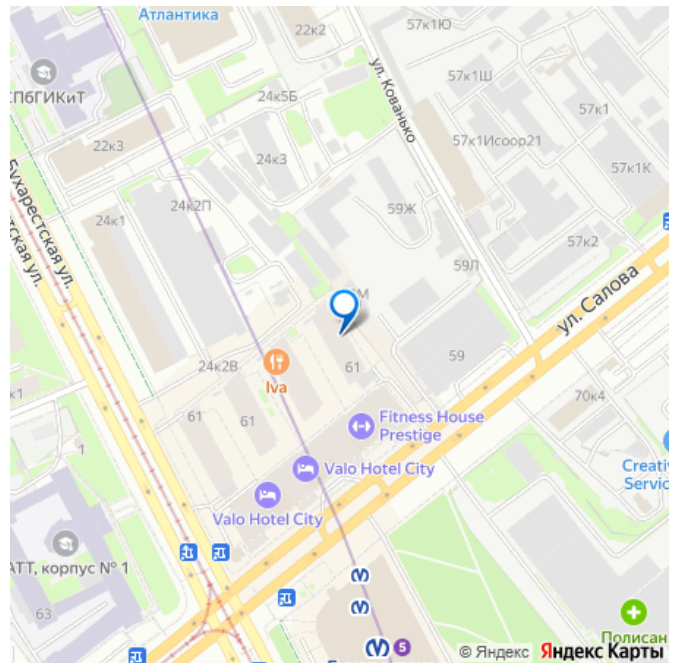 Атлантика
22к2
57к1Ю
ул. Кованько
57к1Ш
СПбГИКиТ
24к5Б
57к1
22к3
57к1Исоор21
24к3
57к1К
Бухарестская ул.
24к1
24к2П
59Ж
57к2
59Л
ул. Салова
24к2В
61
59
Iva
70к4
61
61
Fitness House
Prestige
1
Valo Hotel City
Creati
Servic
Valo Hotel City
АТТ, корпус № 1
63
Полисан
5
© Яндекс Яндекс Карты